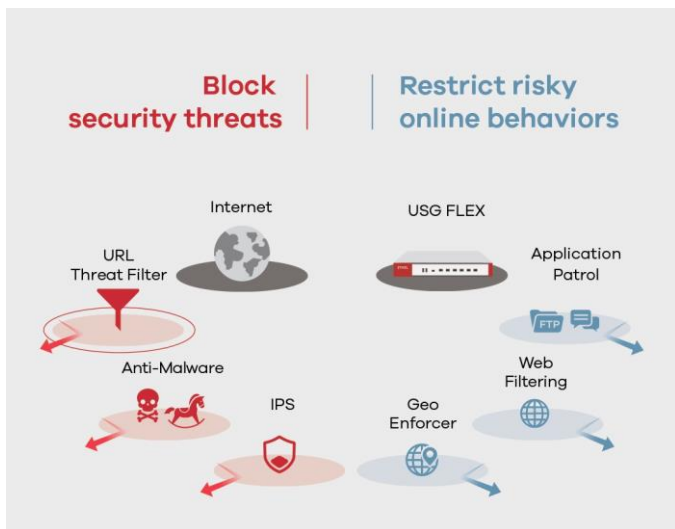 Block
security threats
Restrict risky
online behaviors
Internet
USG FLEX
URL
Threat Filter
Application
Patrol
FTP
Anti-Malware
Web
Filtering
IPS
Geo
Enforcer